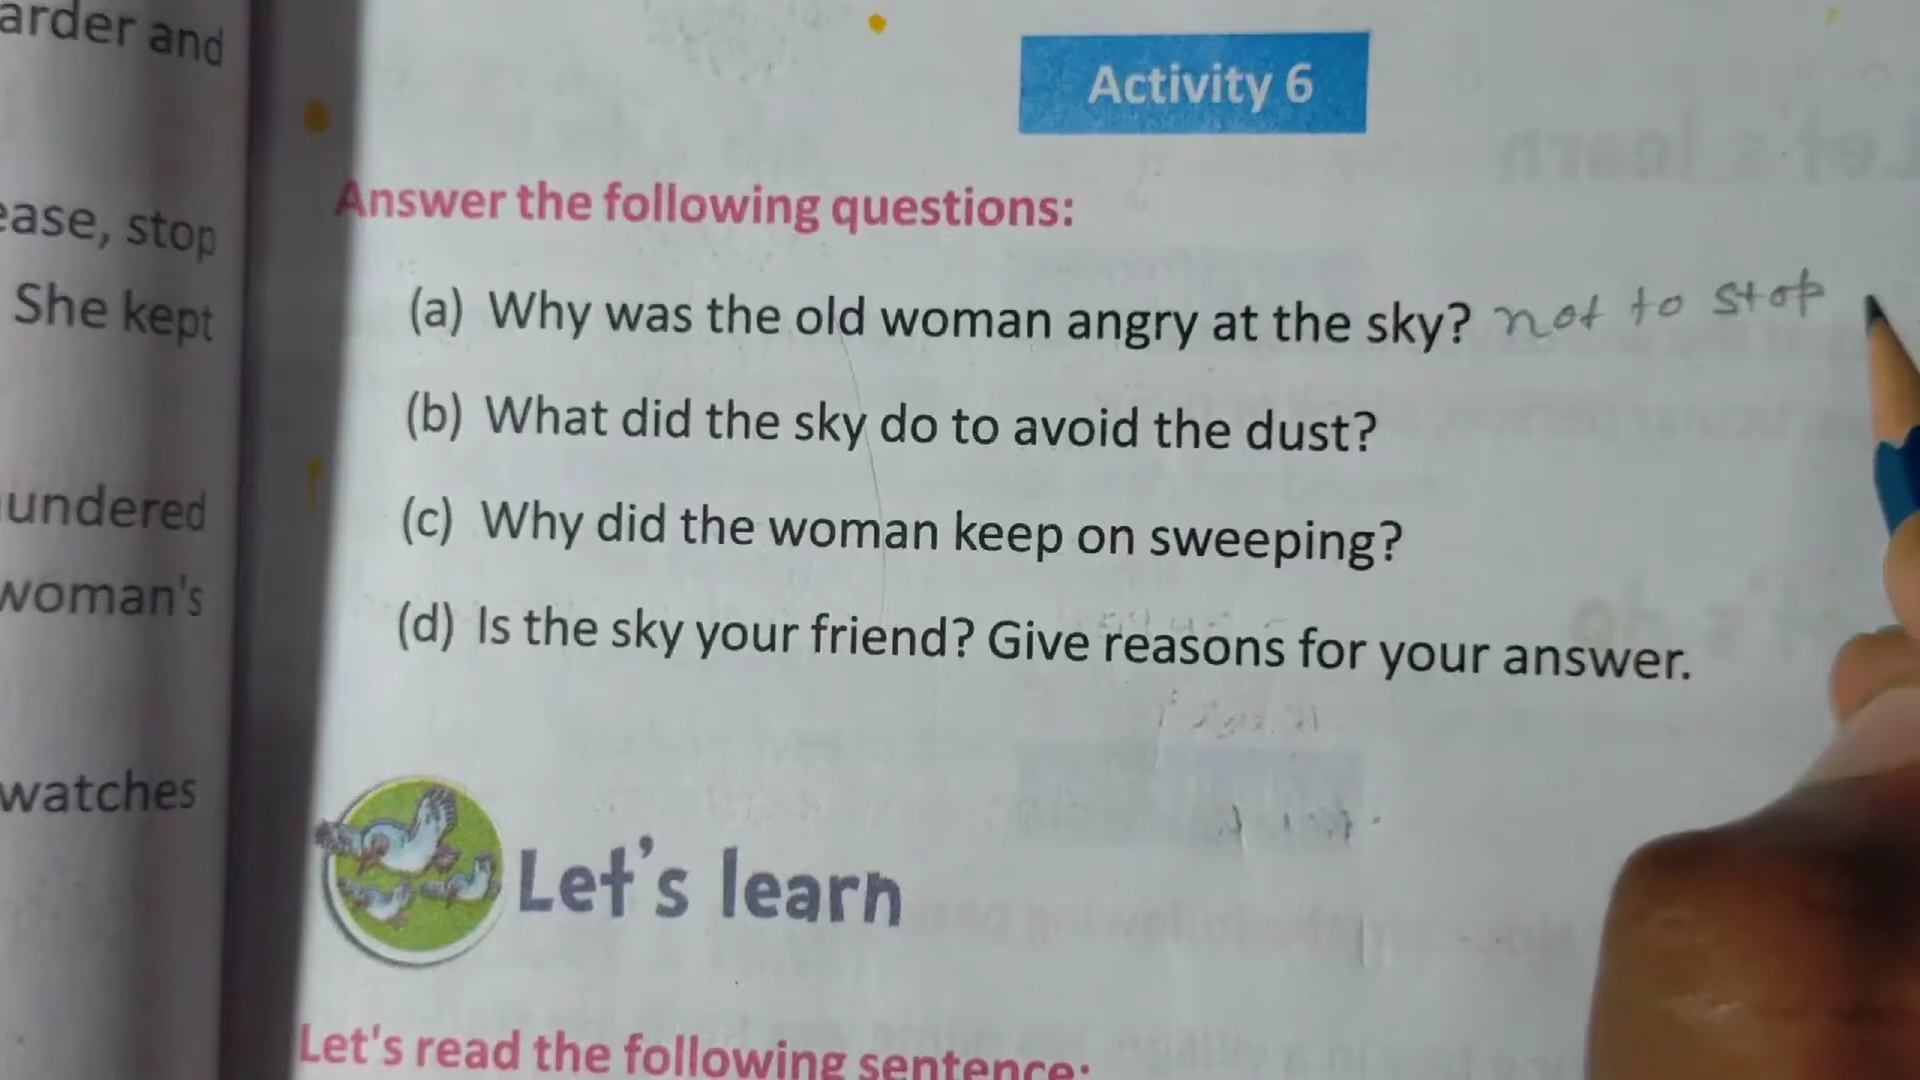 arder and
ease, stop
She kept
undered
woman's
watches
Activity 6
Answer the following questions:
(a) Why was the old woman angry at the sky? not to stop
(b) What did the sky do to avoid the dust?
(c) Why did the woman keep on sweeping?
(d) Is the sky your friend? Give reasons for your answer.
Let's learn
Let's read the following sentence: